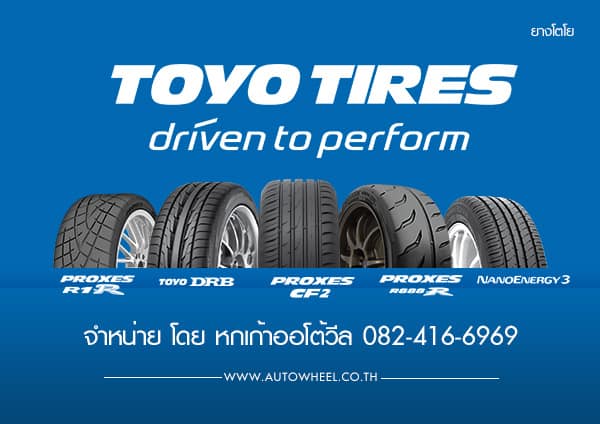 ยางโตโย
TOYO TIRES
driven to perform
PROXES R1R
TOYO DRB
PROXES CF2
PROXES R888R
NANOENERGY 3
จำหน่าย โดย หกเก้าออโต้วีล 082-416-6969
WWW.AUTOWHEEL.CO.TH